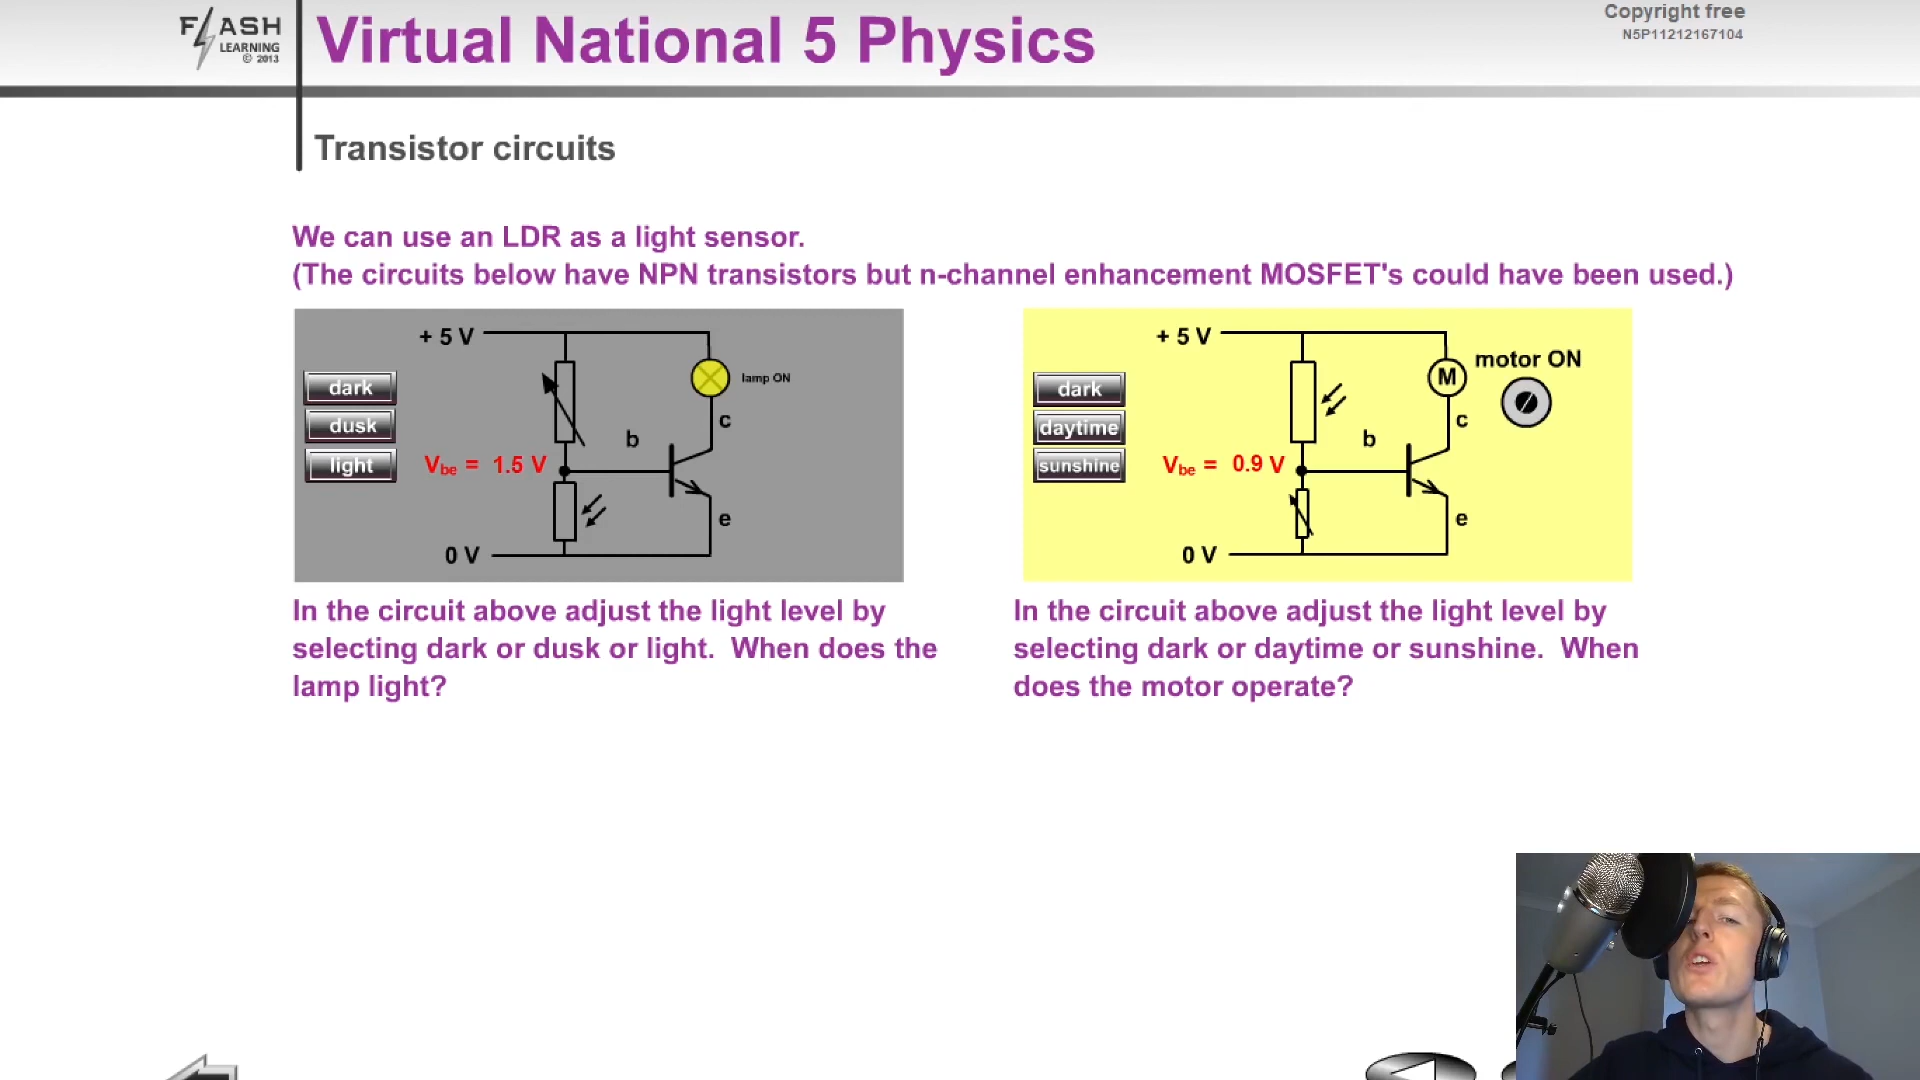 FLASH
LEARNING
© 2013
Virtual National 5 Physics
Copyright free
N5P11212167104
Transistor circuits
We can use an LDR as a light sensor.
(The circuits below have NPN transistors but n-channel enhancement MOSFET's could have been used.)
+ 5 V
lamp ON
dark
dusk
light
c
b
Vbe = 1.5 V
e
0 V
+ 5 V
motor ON
M
dark
daytime
sunshine
c
b
Vbe = 0.9 V
e
0 V
In the circuit above adjust the light level by
selecting dark or dusk or light. When does the
lamp light?
In the circuit above adjust the light level by
selecting dark or daytime or sunshine. When
does the motor operate?